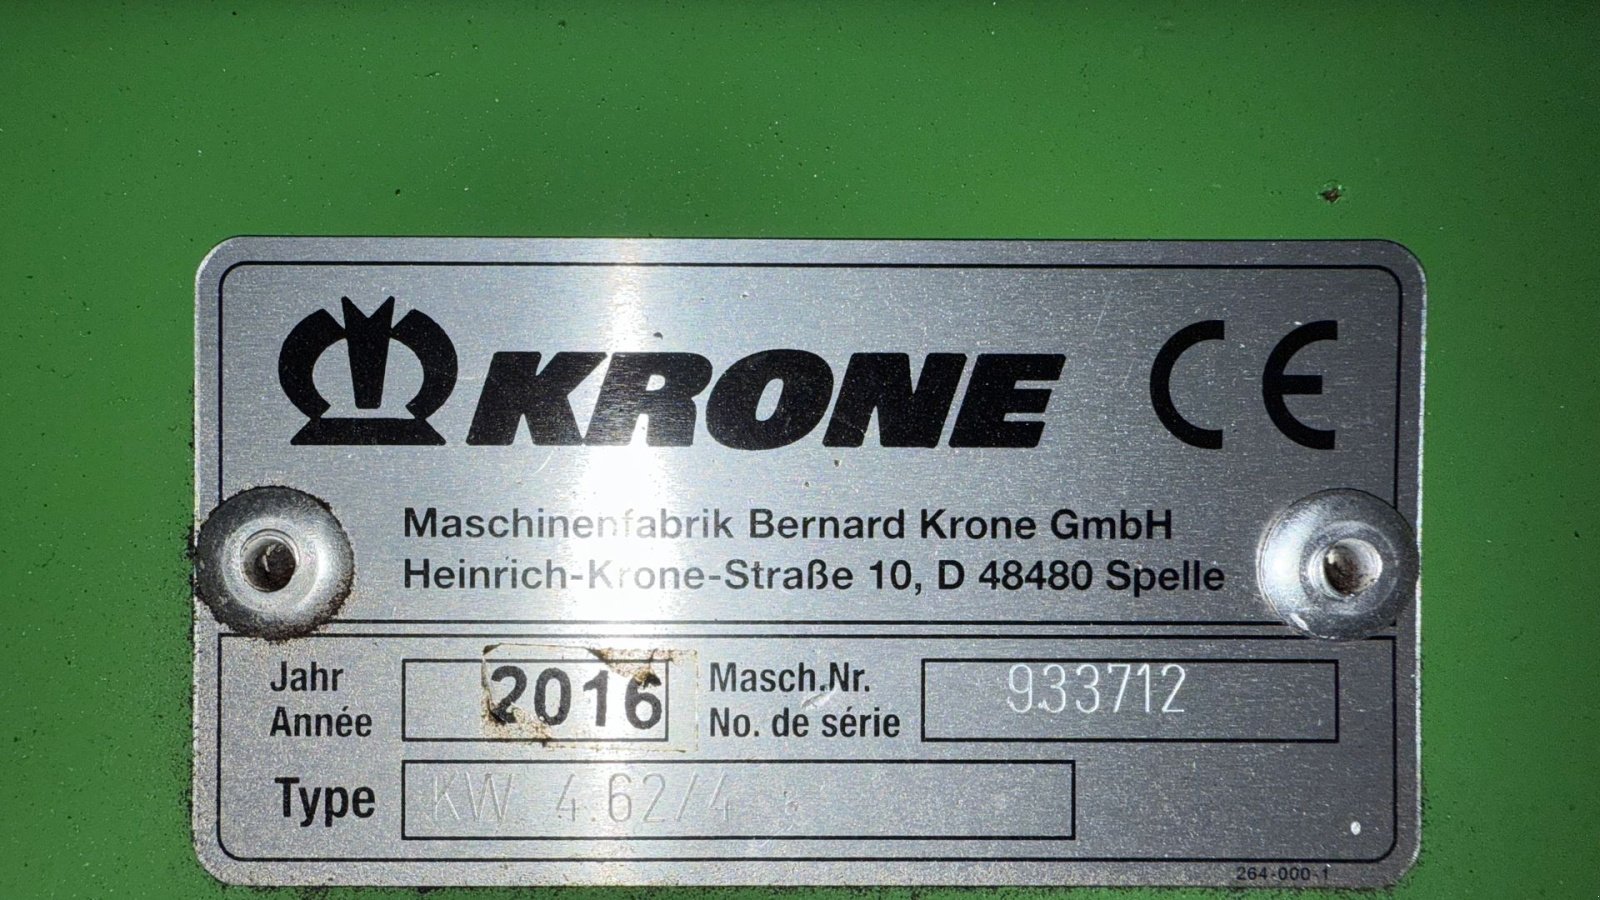 KRONE CE
Maschinenfabrik Bernard Krone GmbH
Heinrich-Krone-Straße 10, D 48480 Spelle
Jahr 2016 Masch.Nr. 933712
Année No. de série
Type KW 4.62/4
264-000-1